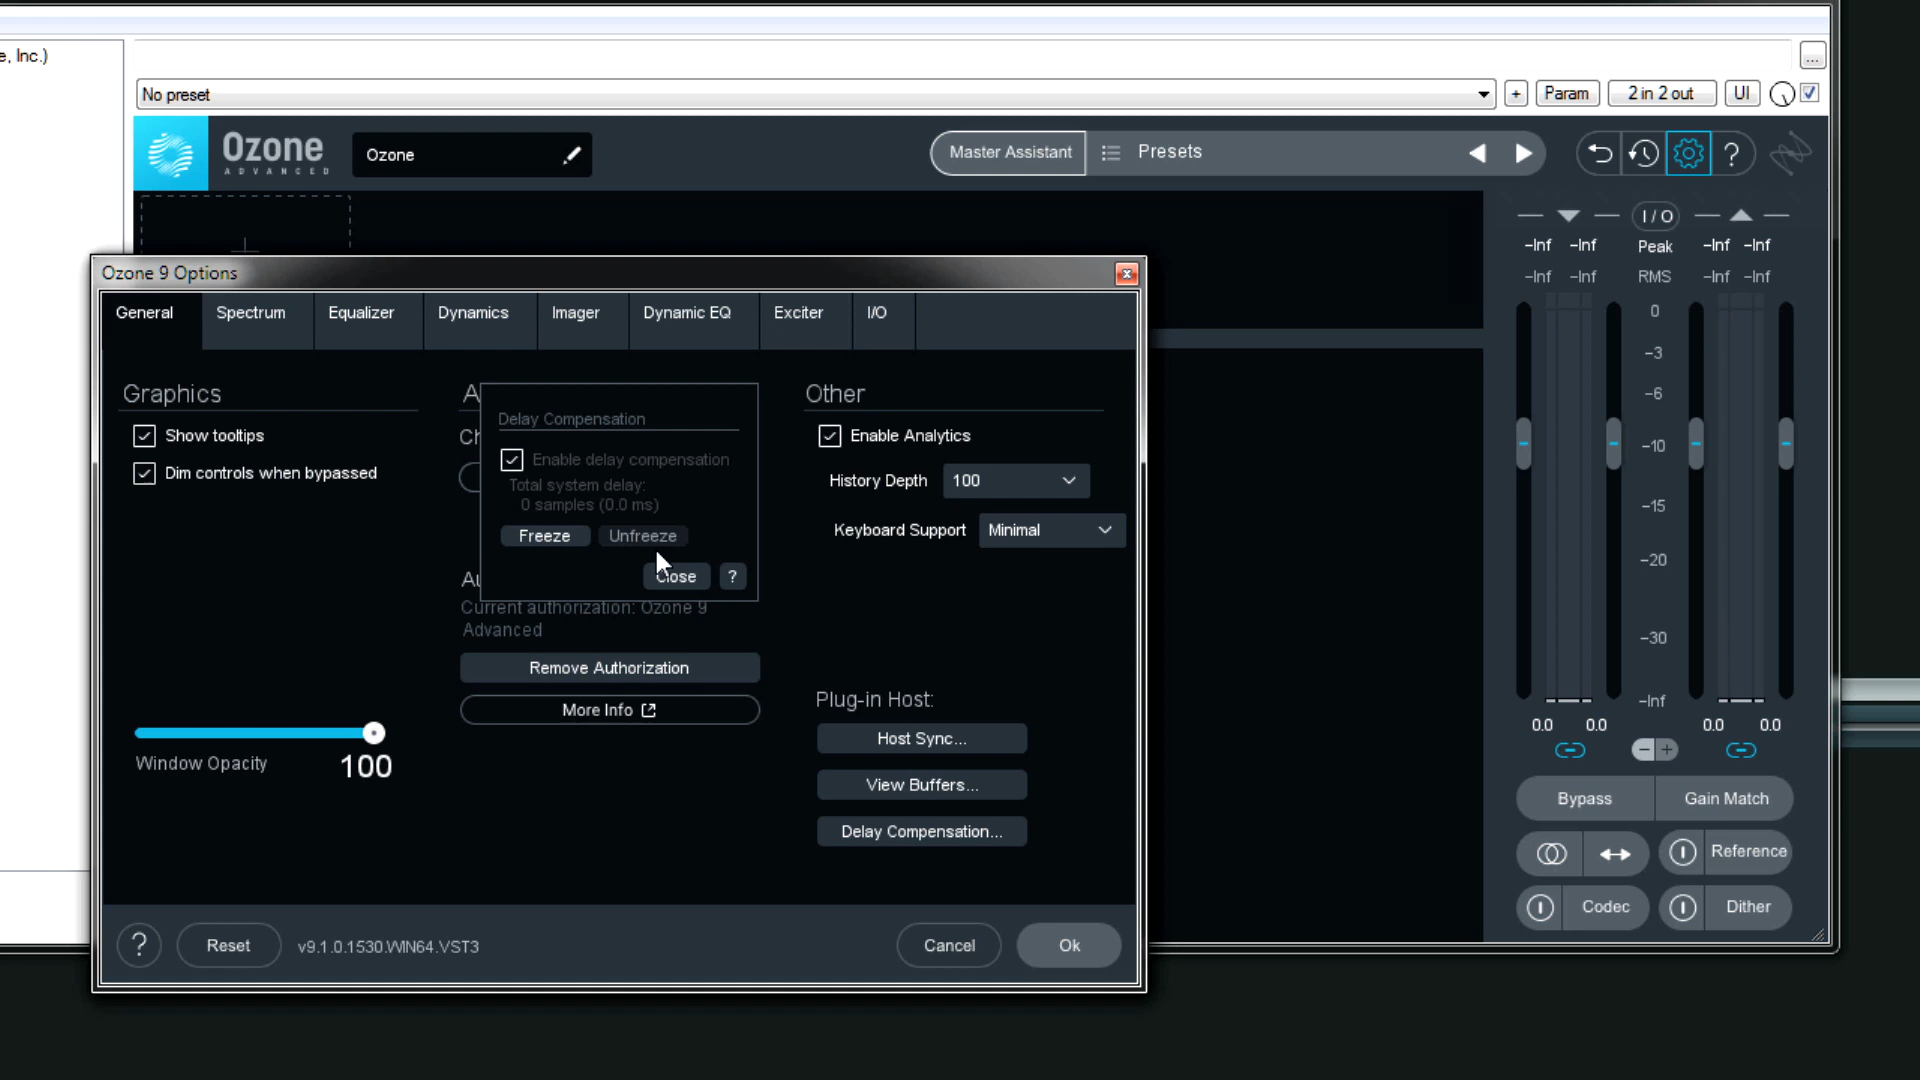 e, Inc.)
...
No preset
+
Param
2 in 2 out
UI
Ozone
ADVANCED
Ozone
Master Assistant
Presets
?
I / O
-Inf -Inf Peak -Inf -Inf
-Inf -Inf RMS -Inf -Inf
0
-3
-6
-10
-15
-20
-30
-Inf
0.0 0.0 0.0 0.0
Bypass
Gain Match
Reference
Codec
Dither
Ozone 9 Options
General
Spectrum
Equalizer
Dynamics
Imager
Dynamic EQ
Exciter
I/O
Graphics
Show tooltips
Dim controls when bypassed
Window Opacity
100
A
Ch
Delay Compensation
Enable delay compensation
Total system delay:
0 samples (0.0 ms)
Freeze
Unfreeze
Close
?
Au
Current authorization: Ozone 9
Advanced
Remove Authorization
More Info
Other
Enable Analytics
History Depth 100
Keyboard Support Minimal
Plug-in Host:
Host Sync...
View Buffers...
Delay Compensation...
?
Reset
v9.1.0.1530.WIN64.VST3
Cancel
Ok